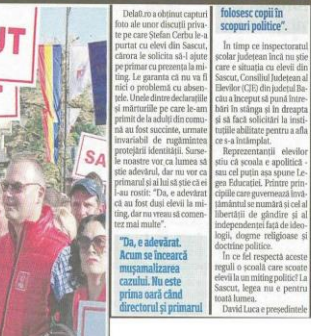 UT
SA
Delafi.ro a obținut capturi
foto ale unor discuții priva-
te pe care Ștefan Cerbu le-a
purtat cu elevi din Sascut,
cărora le solicita să-l ajute
pe primar cu prezența la mi-
ting. Le garanta că nu va fi
nici o problemă cu absen-
țele. Unele dintre declarațiile
și mărturiile pe care le-am
primit de la adulți din comu-
nă au fost succinte, urmate
invariabil de rugămintea
protejării identității. Surse-
le noastre vor ca lumea să
știe adevărul, dar nu vor ca
primarul și ai lui să știe că ei
l-au rostit: "Da, e adevărat
că au fost duși elevii la mi-
ting, dar nu vreau să comen-
tez mai multe".
"Da, e adevărat.
Acum se încearcă
mușamalizarea
cazului. Nu este
prima oară când
directorul și primarul
folosesc copii în
scopuri politice".
În timp ce inspectoratul
școlar județean încă nu știe
care e situația cu elevii din
Sascut, Consiliul Județean al
Elevilor (CJE) din județul Ba-
cău a început să pună între-
bări în stânga și în dreapta
și să facă solicitări la insti-
tuțiile abilitate pentru a afla
ce s-a întâmplat.
Reprezentanții elevilor
știu că școala e apolitică -
sau cel puțin așa spune Le-
gea Educației. Printre prin-
cipiile care guvernează învă-
țământul se numără și cel al
libertății de gândire și al
independenței față de ideo-
logii, dogme religioase și
doctrine politice.
În ce fel respectă aceste
reguli o școală care scoate
elevii la un miting politic? La
Sascut, legea nu e pentru
toată lumea.
David Luca e președintele